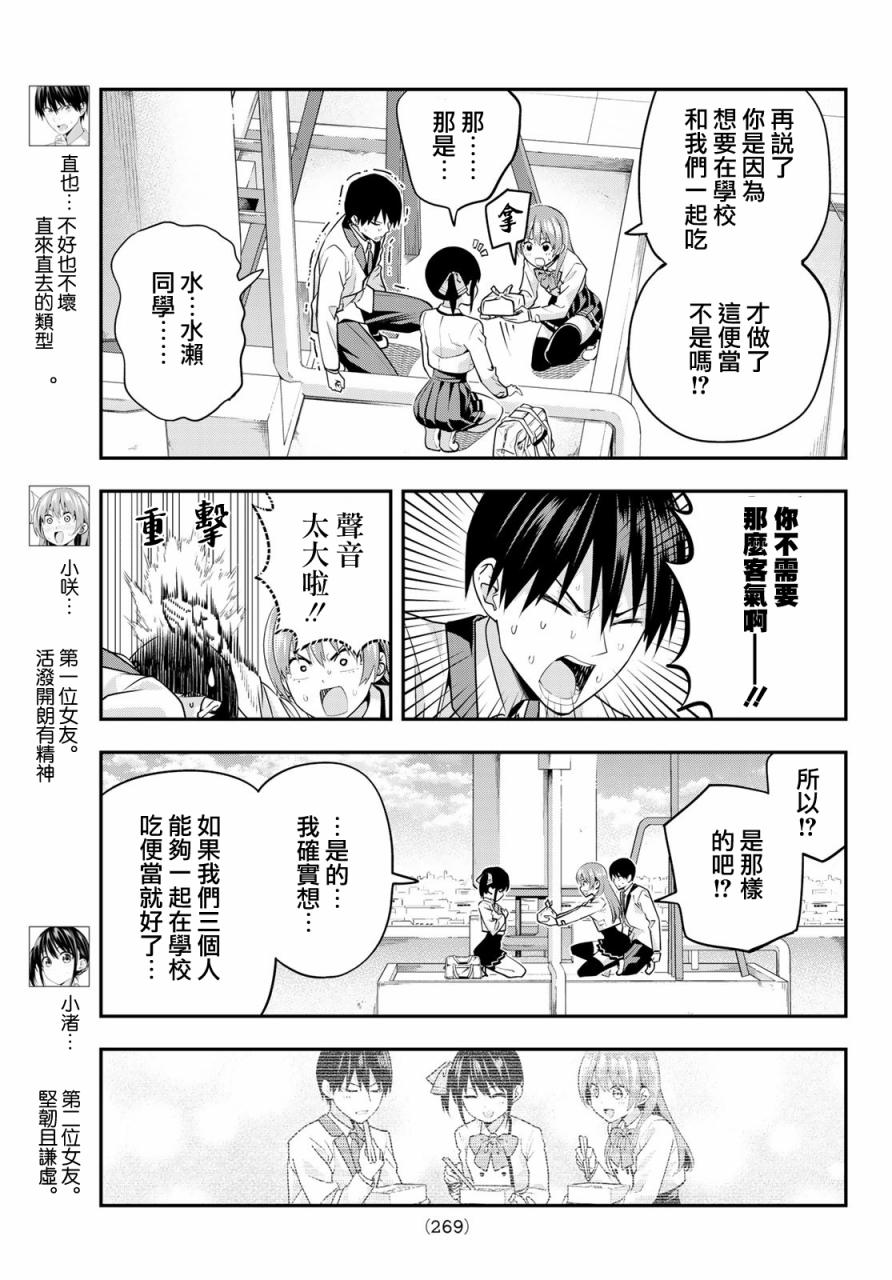 再說了
你是因為
想要在學校
和我們一起吃
才做了
這便當
不是嗎!?
拿
那……
那是…
水…水瀨
同學…
你不需要
那麼客氣啊——!!
聲音
太大啦!!
重擊
所以!?
是那樣
的吧!?
…是的…
我確實想…
如果我們三個人
能夠一起在學校
吃便當就好了…
直也…
不好也不壞
直來直去的類型
。
小咲…
第一位女友。
活潑開朗有精神
小渚…
第二位女友。
堅韌且謙虛。
(269)